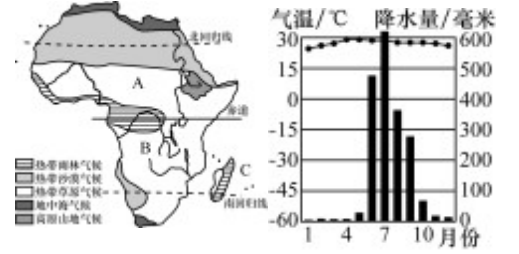 北回归线
A
赤道
B
C
南回归线
热带雨林气候
热带沙漠气候
热带草原气候
地中海气候
高原山地气候
气温/℃ 降水量/毫米
30 600
15 500
0 400
-15 300
-30 200
-45 100
-60 0
1 4 7 10 月份